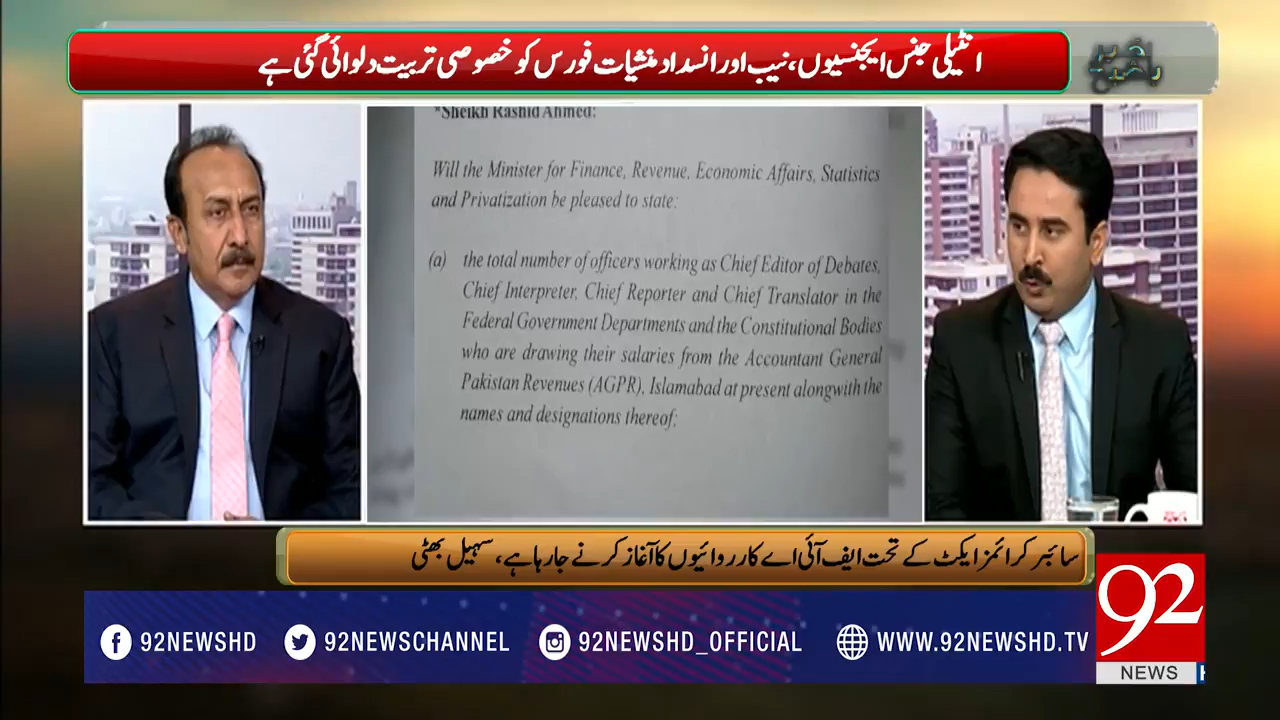 انٹیلی جنس ایجنسیوں، نیب اور انسداد منشیات فورس کو خصوصی تربیت دلوائی گئی ہے
*Sheikh Rashid Ahmed:
Will the Minister for Finance, Revenue, Economic Affairs, Statistics
and Privatization be pleased to state:
(a) the total number of officers working as Chief Editor of Debates,
Chief Interpreter, Chief Reporter and Chief Translator in the
Federal Government Departments and the Constitutional Bodies
who are drawing their salaries from the Accountant General
Pakistan Revenues (AGPR), Islamabad at present alongwith the
names and designations thereof;
سائبر کرائمز ایکٹ کے تحت ایف آئی اے کارروائیوں کا آغاز کرنے جا رہا ہے، سہیل بھٹی
92NEWSHD 92NEWSCHANNEL 92NEWSHD_OFFICIAL WWW.92NEWSHD.TV
92
NEWS